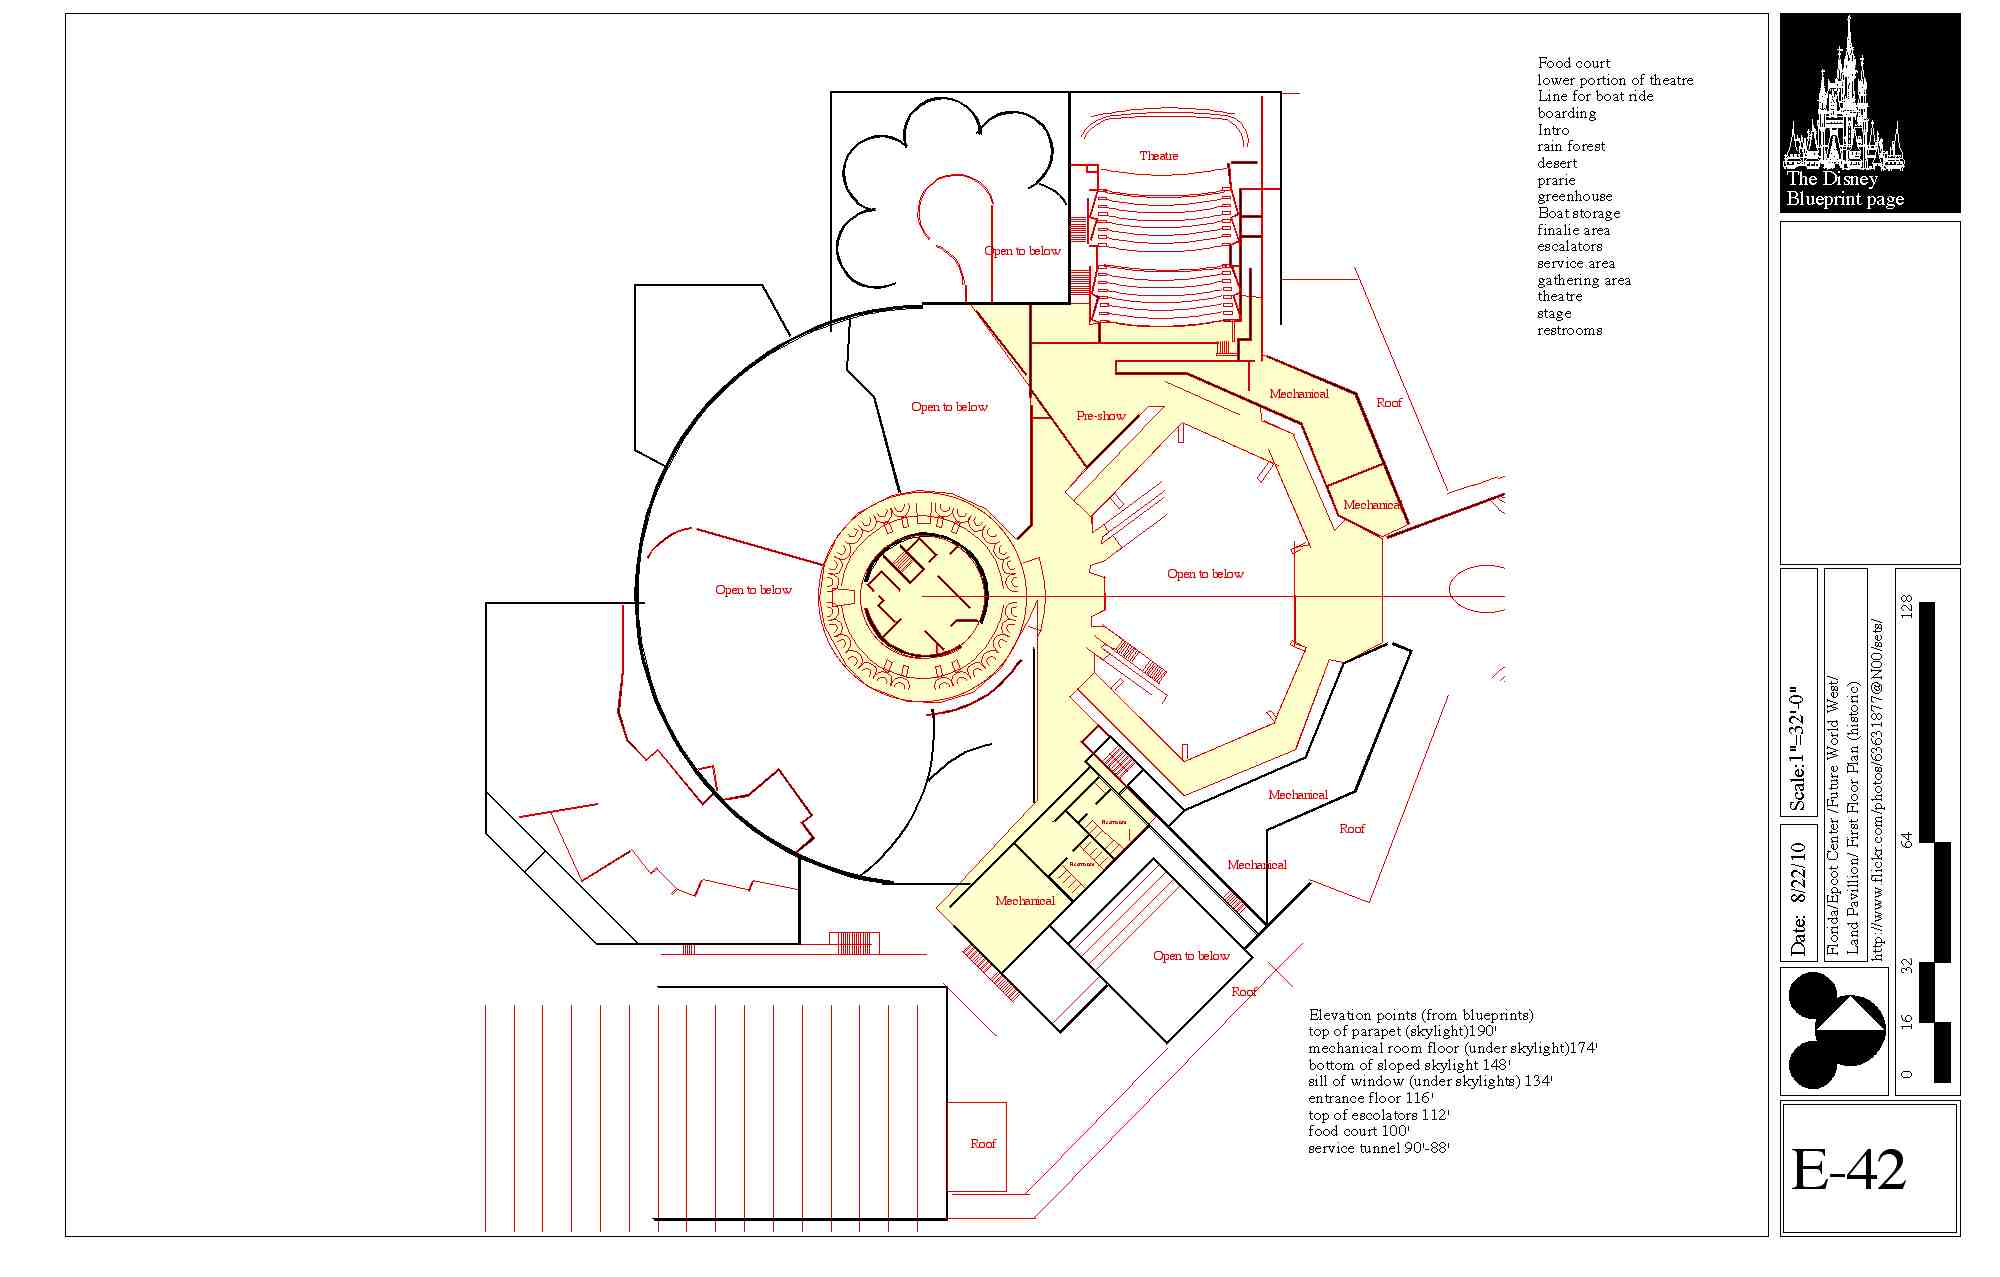 Food court
lower portion of theatre
Line for boat ride
boarding
Intro
rain forest
desert
prarie
greenhouse
Boat storage
finalie area
escalators
service area
gathering area
theatre
stage
restrooms
The Disney
Blueprint page
Theatre
Open to below
Open to below
Pre-show
Mechanical
Roof
Mechanical
Open to below
Open to below
Mechanical
Roof
Mechanical
Restrooms
Restrooms
Mechanical
Open to below
Roof
Roof
Elevation points (from blueprints)
top of parapet (skylight)190'
mechanical room floor (under skylight)174'
bottom of sloped skylight 148'
sill of window (under skylights) 134'
entrance floor 116'
top of escolators 112'
food court 100'
service tunnel 90'-88'
Scale:1"=32'-0"
Date: 8/22/10
Florida/Epcot Center /Future World West/
Land Pavillion/ First Floor Plan (historic)
http://www.flickr.com/photos/63631877@N00/sets/
128
64
32
16
0
E-42